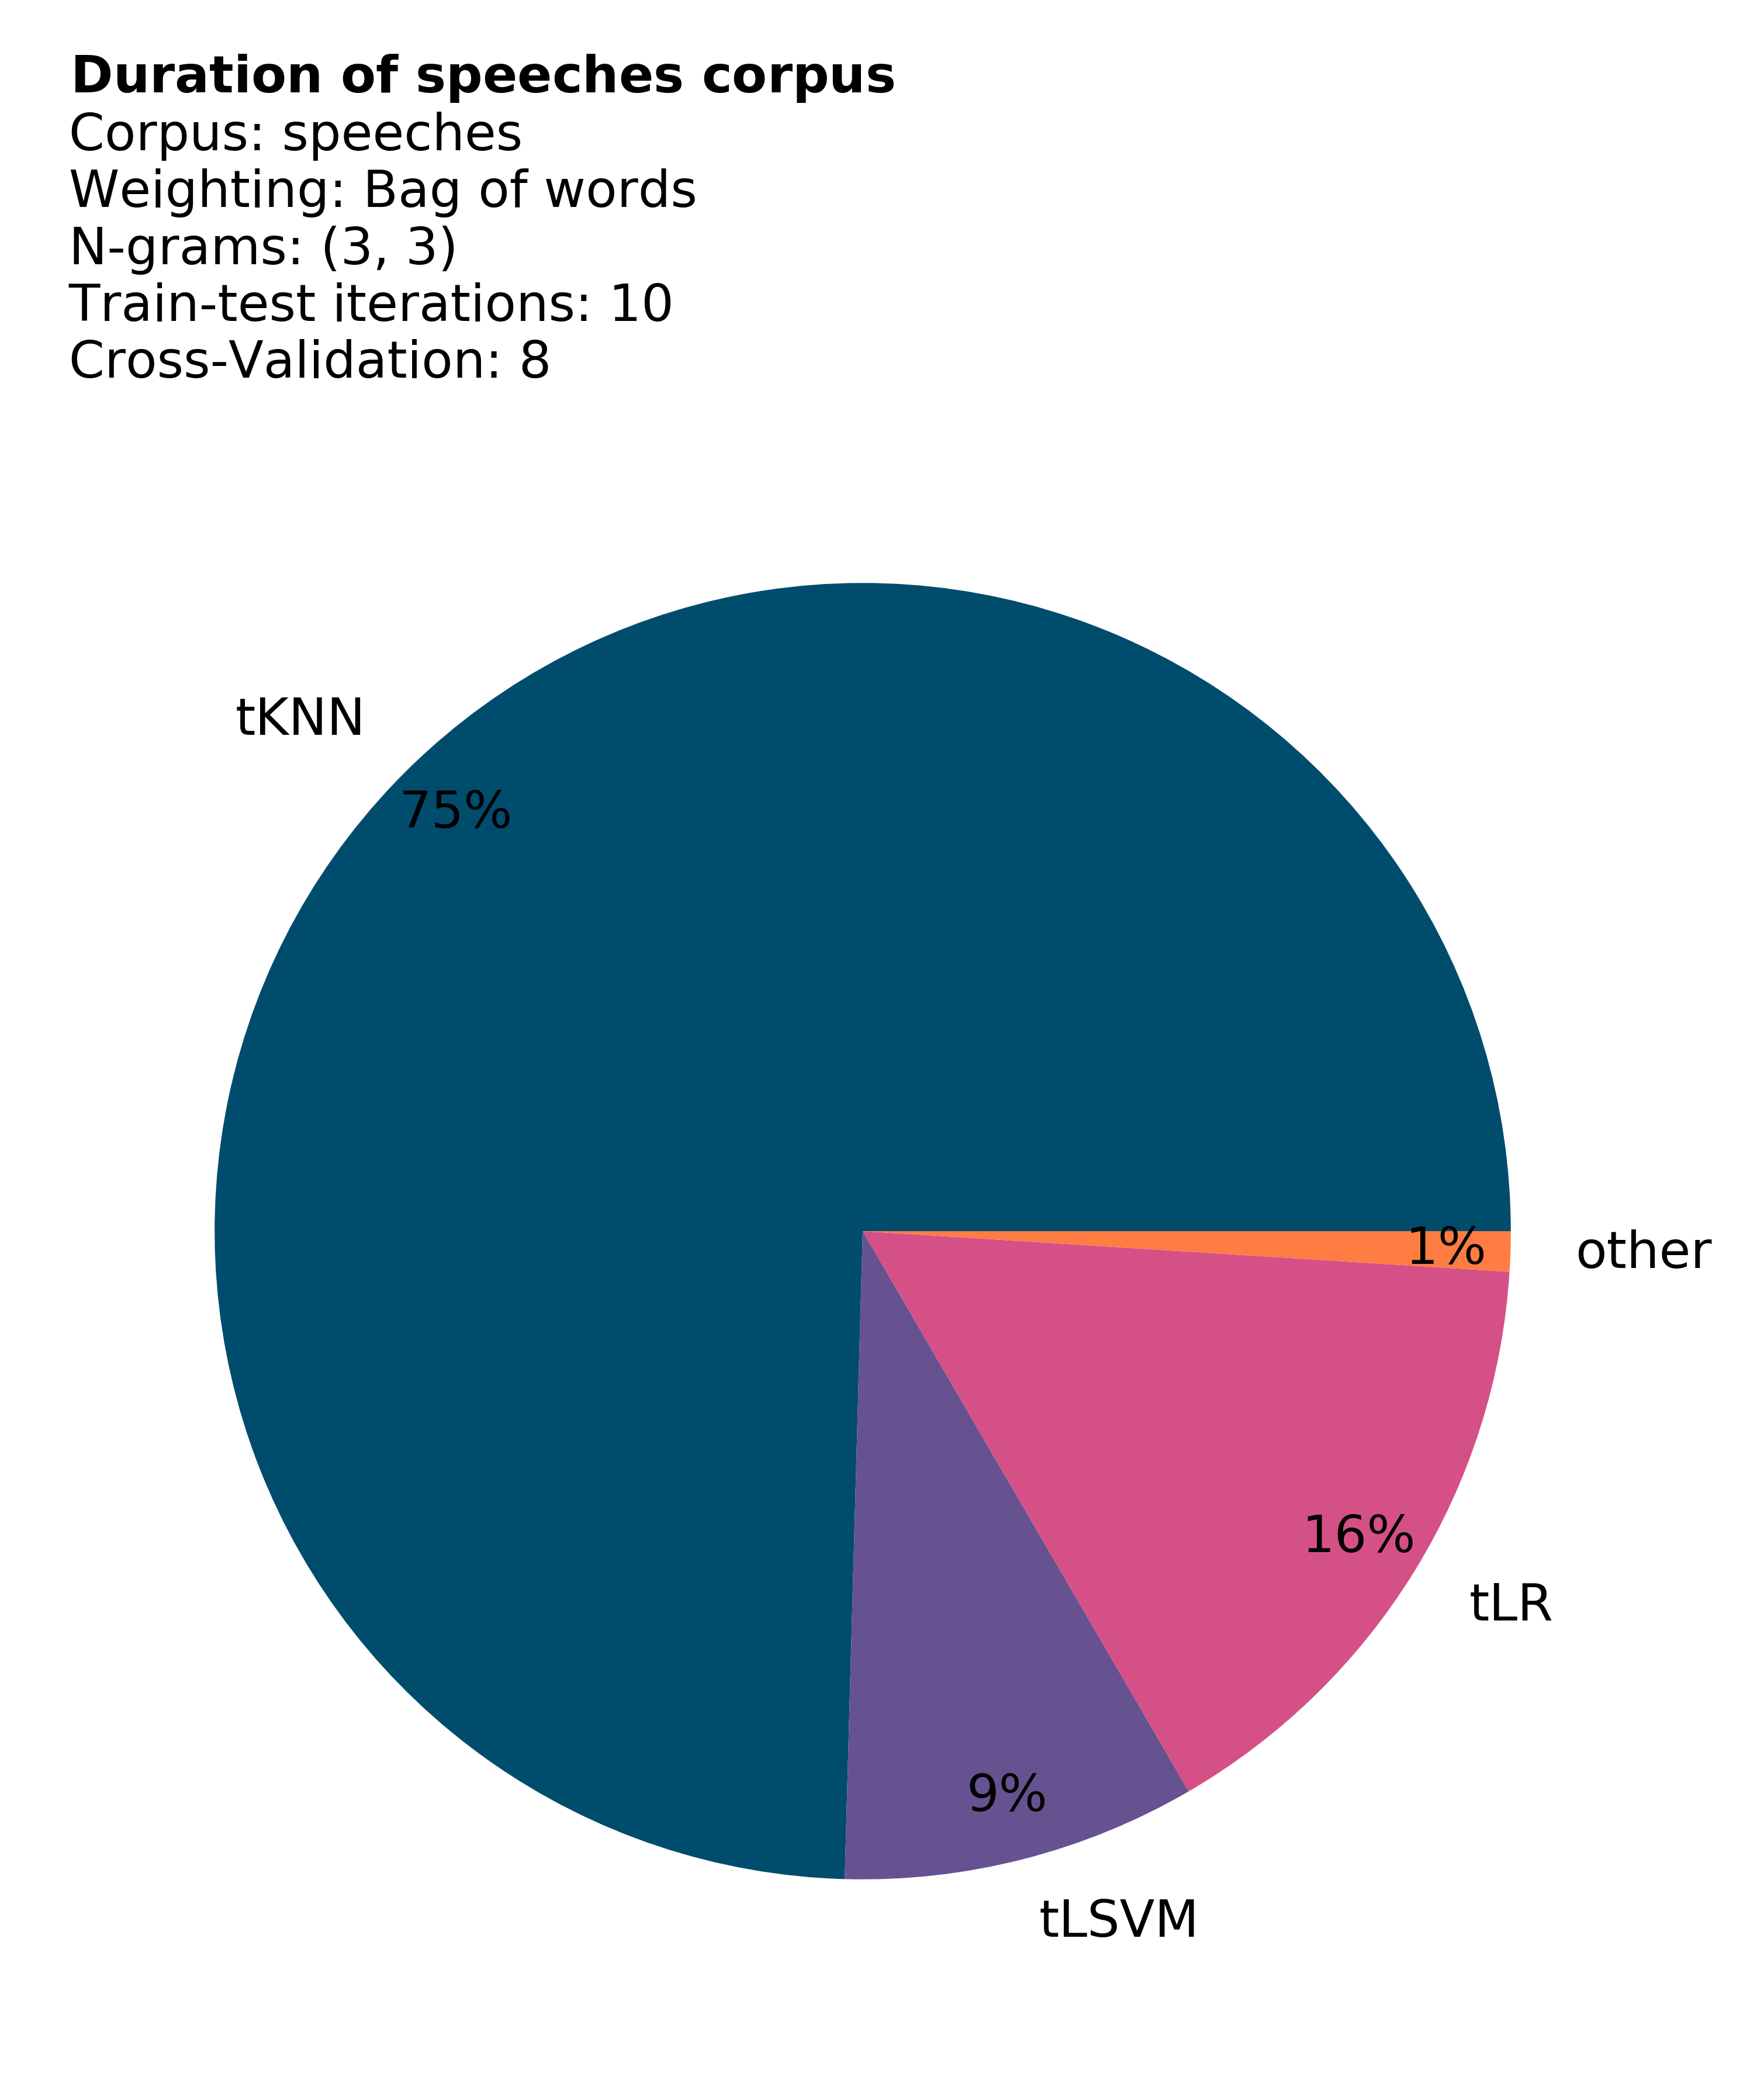 Duration of speeches corpus
Corpus: speeches
Weighting: Bag of words
N-grams: (3, 3)
Train-test iterations: 10
Cross-Validation: 8
tKNN
75%
1%
other
16%
tLR
9%
tLSVM